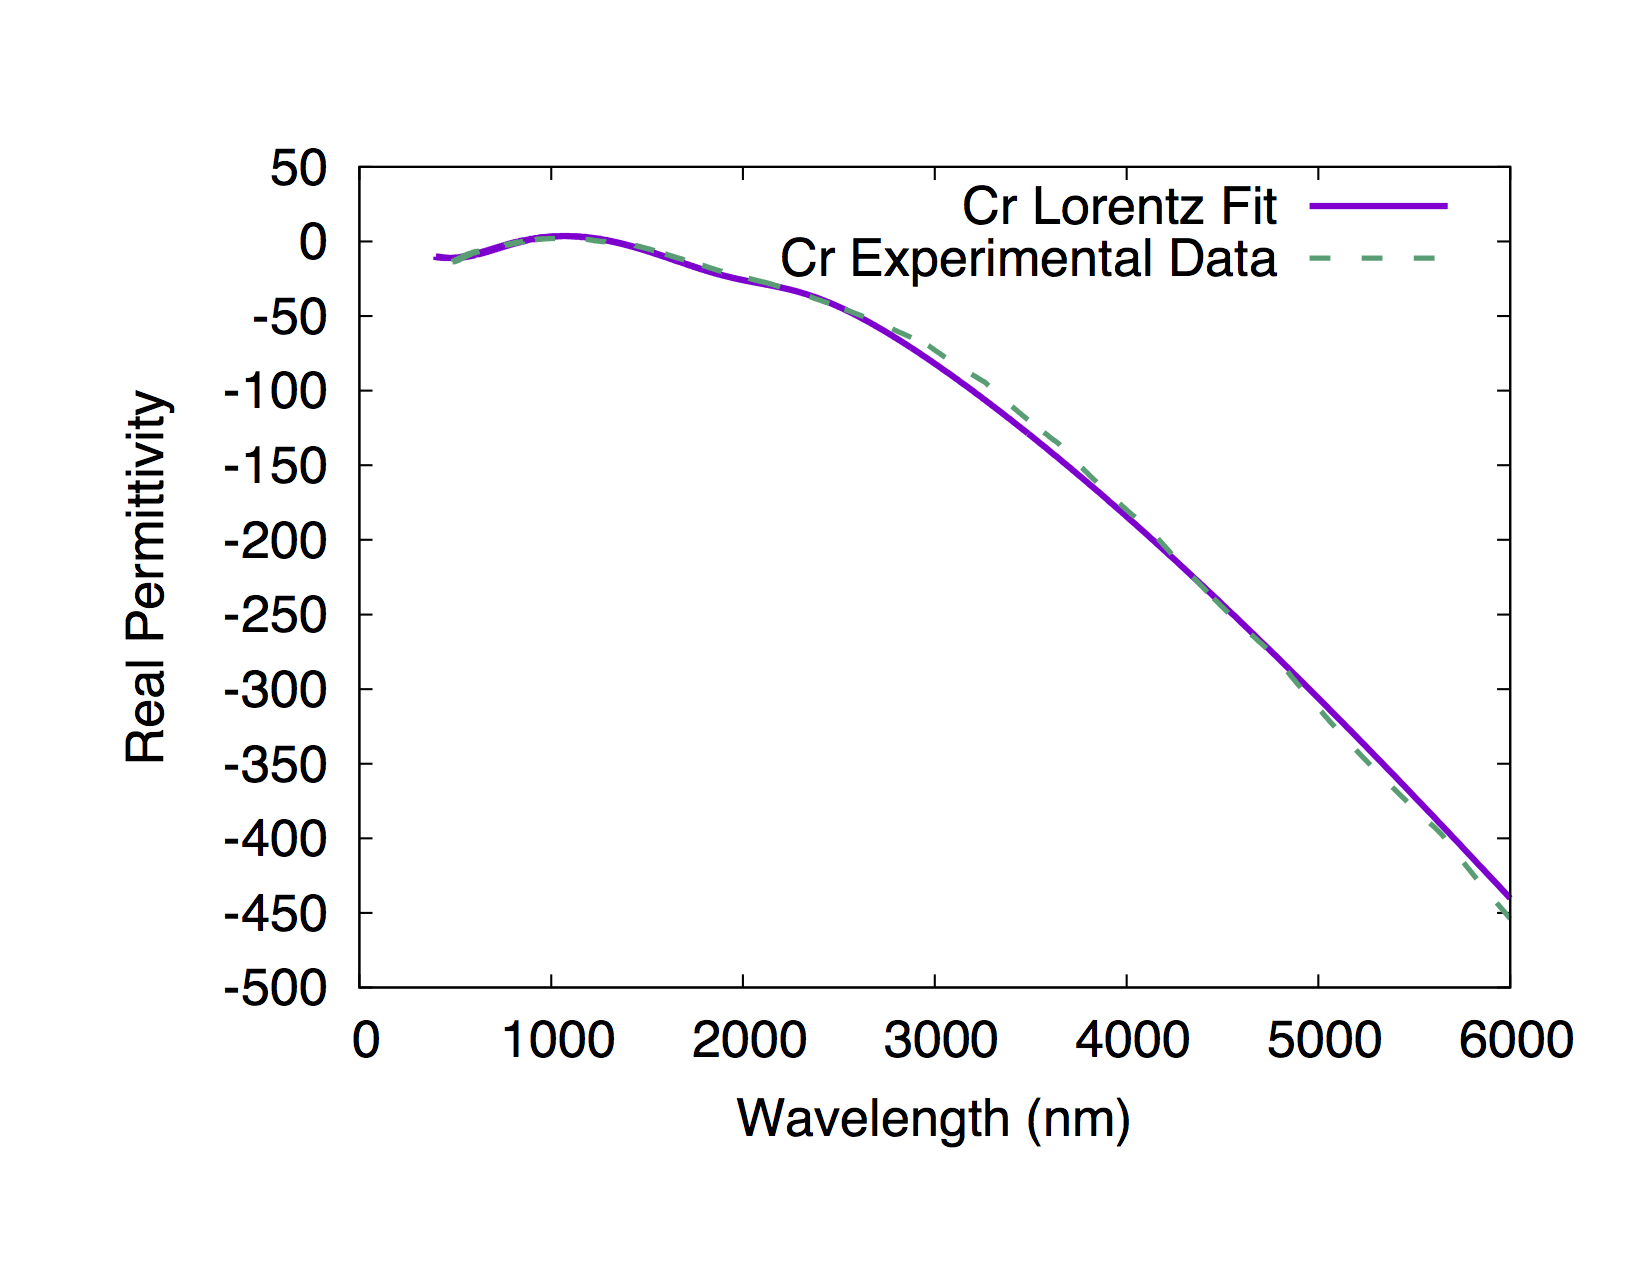 Cr Lorentz Fit
Cr Experimental Data
50
0
-50
-100
-150
-200
-250
-300
-350
-400
-450
-500
Real Permittivity
0 1000 2000 3000 4000 5000 6000
Wavelength (nm)